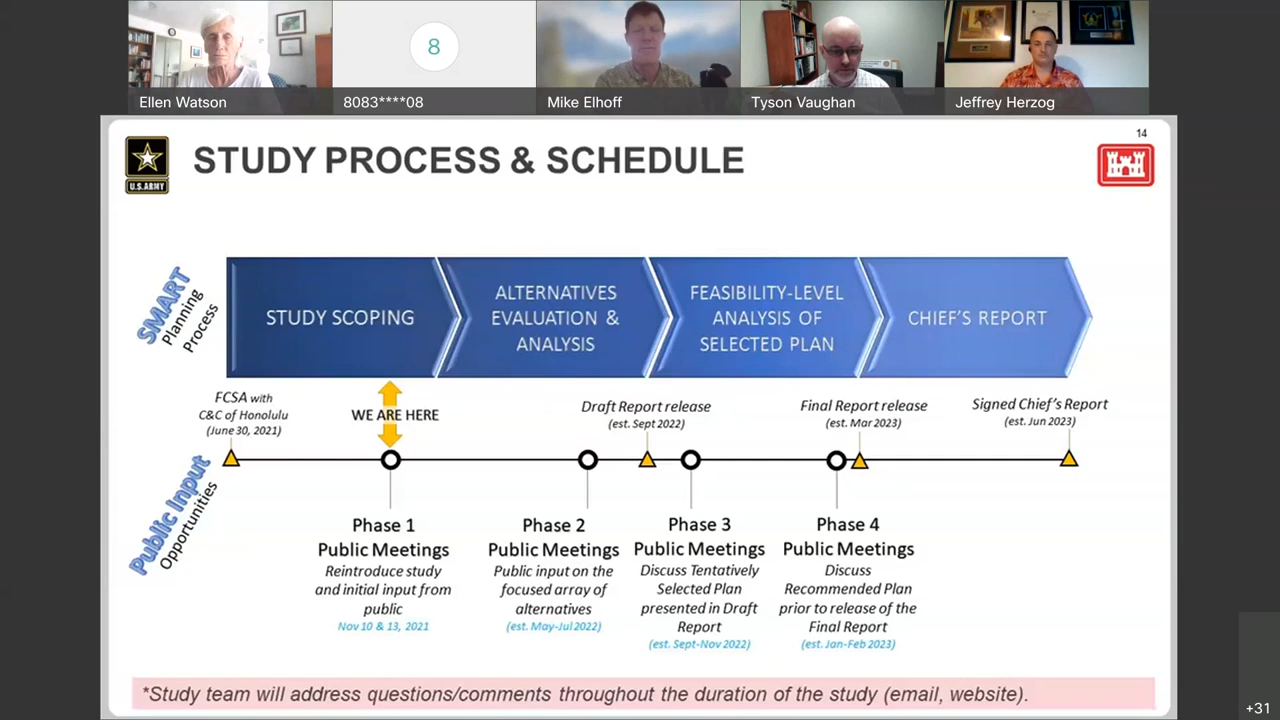 Ellen Watson
8
8083****08
Mike Elhoff
Tyson Vaughan
Jeffrey Herzog
14
U.S.ARMY
STUDY PROCESS & SCHEDULE
SMART
Planning
Process
STUDY SCOPING
ALTERNATIVES
EVALUATION &
ANALYSIS
FEASIBILITY-LEVEL
ANALYSIS OF
SELECTED PLAN
CHIEF'S REPORT
FCSA with
C&C of Honolulu
(June 30, 2021)
WE ARE HERE
Draft Report release
(est. Sept 2022)
Final Report release
(est. Mar 2023)
Signed Chief's Report
(est. Jun 2023)
Public Input
Opportunities
Phase 1
Public Meetings
Reintroduce study
and initial input from
public
Nov 10 & 13, 2021
Phase 2
Public Meetings
Public input on the
focused array of
alternatives
(est. May-Jul 2022)
Phase 3
Public Meetings
Discuss Tentatively
Selected Plan
presented in Draft
Report
(est. Sept-Nov 2022)
Phase 4
Public Meetings
Discuss
Recommended Plan
prior to release of the
Final Report
(est. Jan-Feb 2023)
*Study team will address questions/comments throughout the duration of the study (email, website).
+31